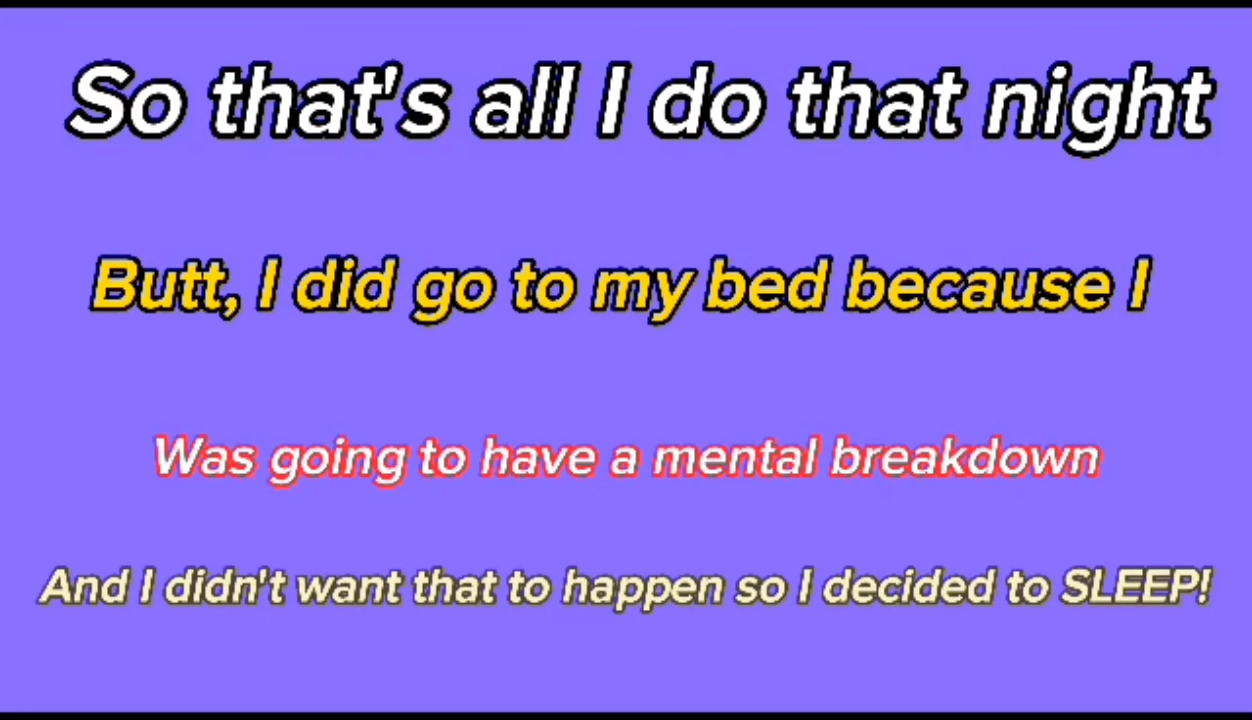 So that's all I do that night
Butt, I did go to my bed because I
Was going to have a mental breakdown
And I didn't want that to happen so I decided to SLEEP!